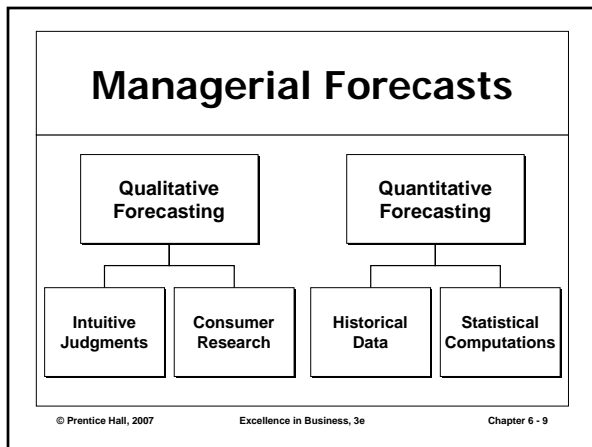 Managerial Forecasts
Qualitative
Forecasting
Quantitative
Forecasting
Intuitive
Judgments
Consumer
Research
Historical
Data
Statistical
Computations
© Prentice Hall, 2007
Excellence in Business, 3e
Chapter 6 - 9